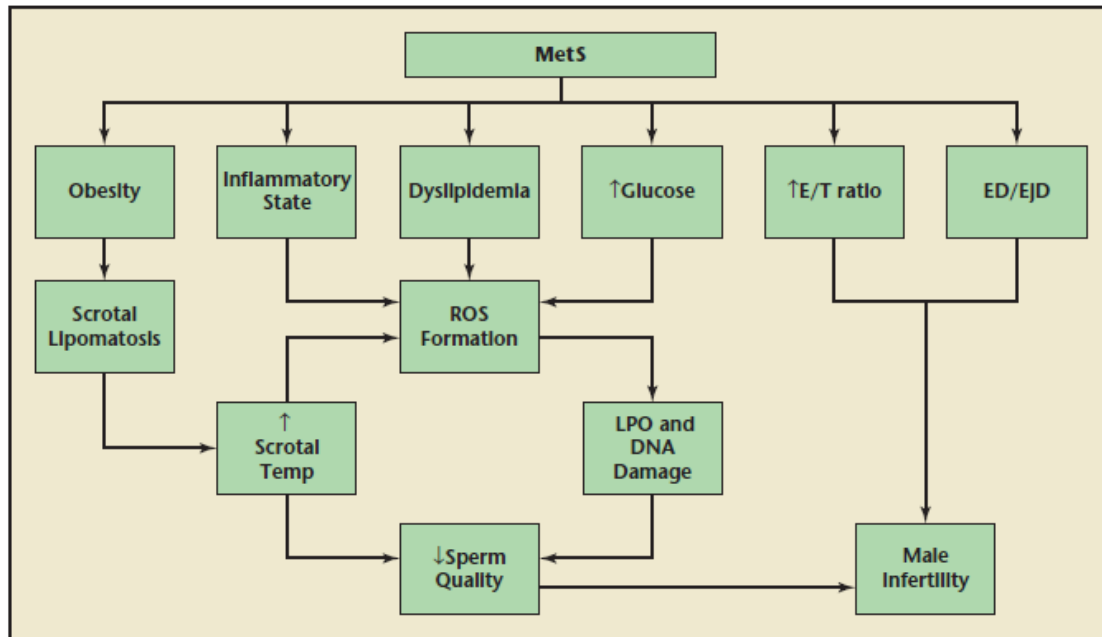 MetS
Obesity
Inflammatory
State
Dyslipidemia
↑Glucose
↑E/T ratio
ED/EjD
Scrotal
Lipomatosis
ROS
Formation
↑
Scrotal
Temp
LPO and
DNA
Damage
↓Sperm
Quality
Male
Infertility